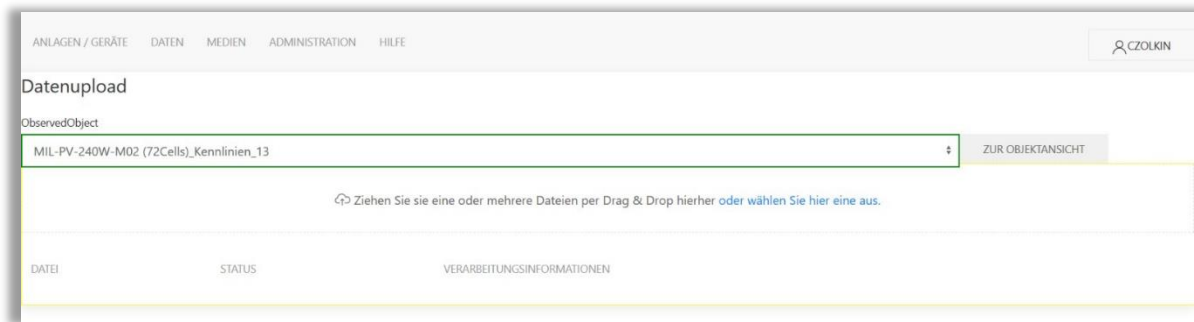 ANLAGEN / GERÄTE DATEN MEDIEN ADMINISTRATION HILFE
CZOLKIN
Datenupload
ObservedObject
MIL-PV-240W-M02 (72Cells)_Kennlinien_13
ZUR OBJEKTANSICHT
Ziehen Sie sie eine oder mehrere Dateien per Drag & Drop hierher oder wählen Sie hier eine aus.
DATEI STATUS VERARBEITUNGSINFORMATIONEN